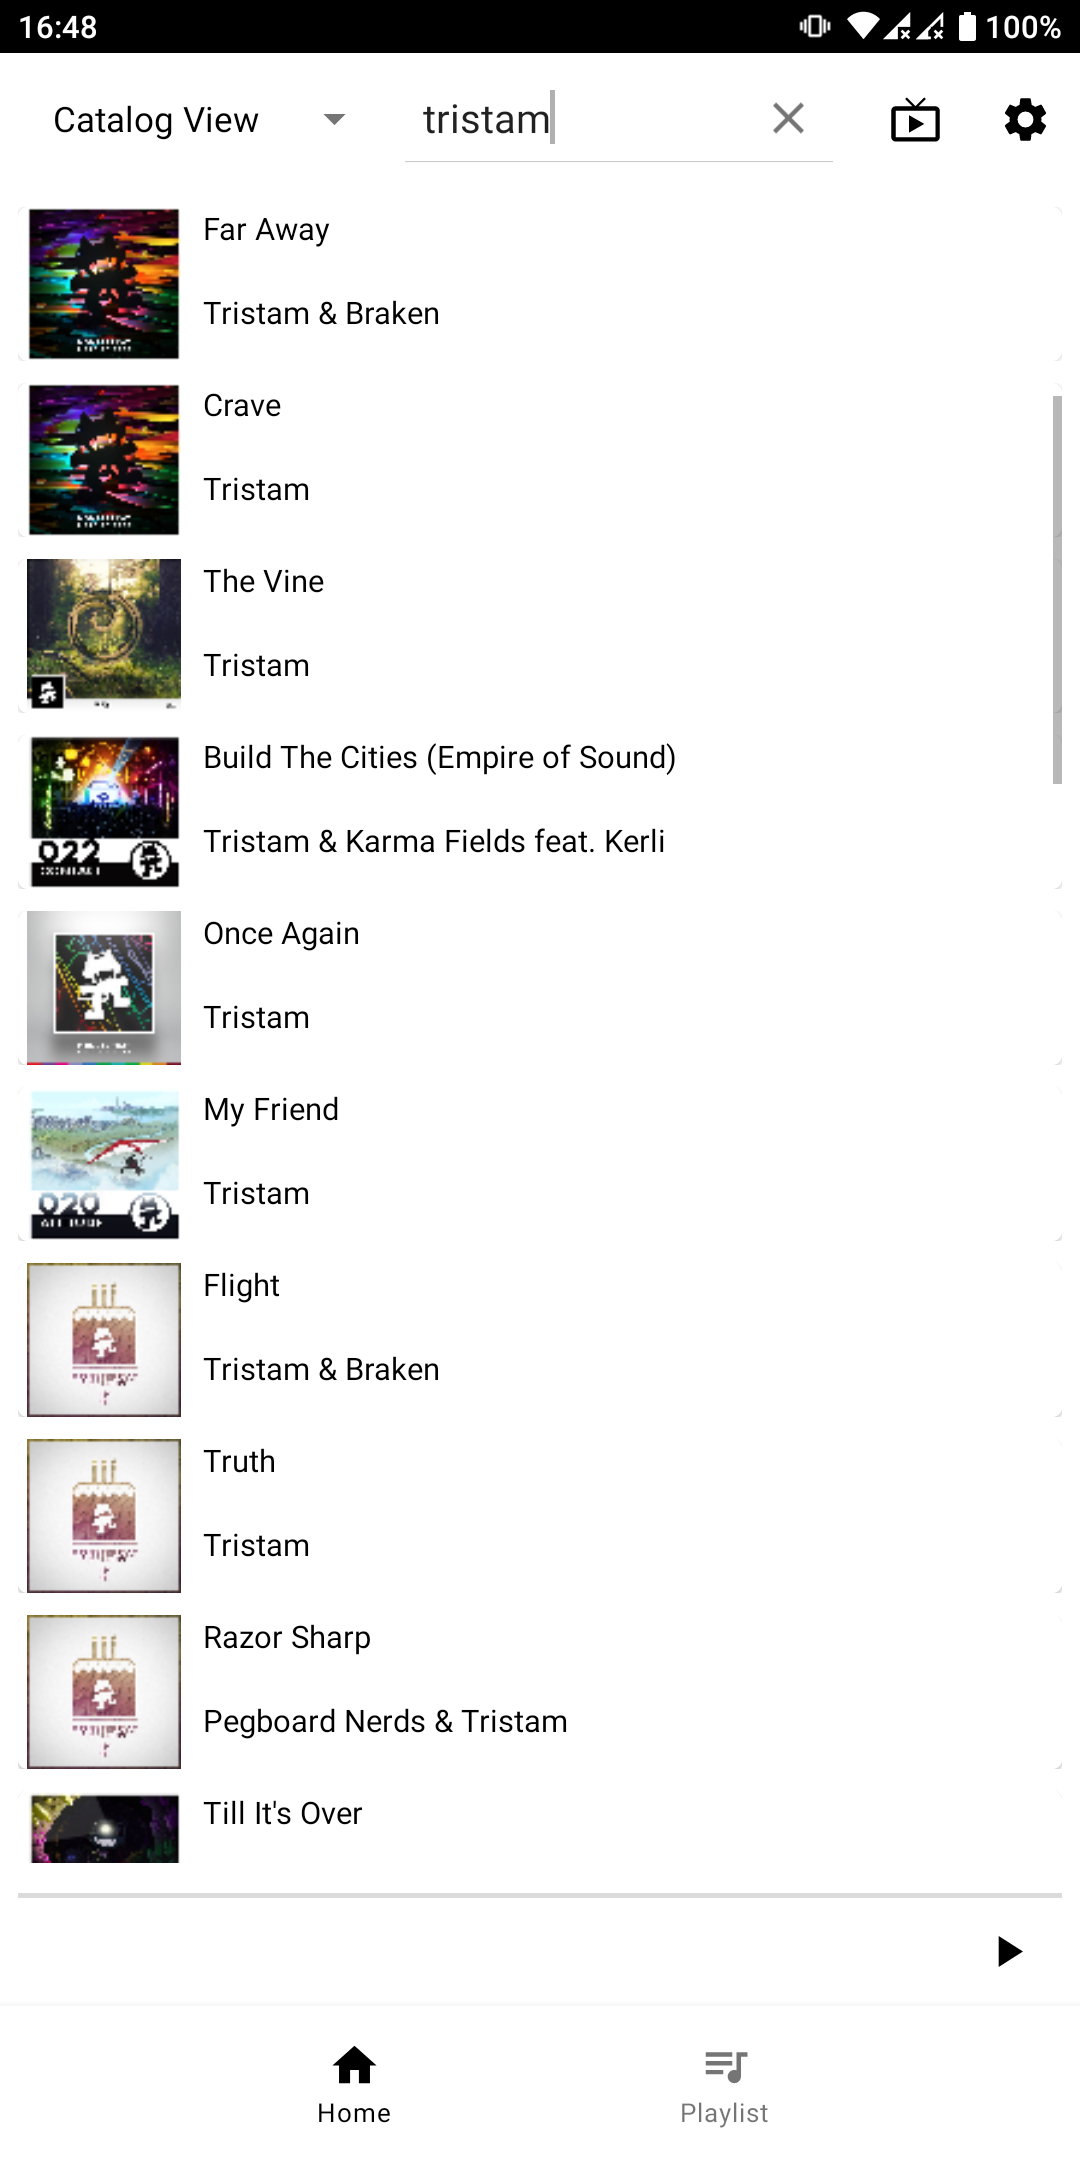 16:48
100%
Catalog View
tristam
Far Away
Tristam & Braken
Crave
Tristam
The Vine
Tristam
022
Build The Cities (Empire of Sound)
Tristam & Karma Fields feat. Kerli
Once Again
Tristam
020
My Friend
Tristam
Flight
Tristam & Braken
Truth
Tristam
Razor Sharp
Pegboard Nerds & Tristam
Till It's Over
Home
Playlist